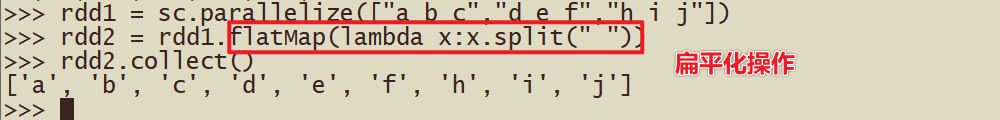 >>> rdd1 = sc.parallelize(["a b c","d e f","h i j"])
>>> rdd2 = rdd1.flatMap(lambda x:x.split(" "))
>>> rdd2.collect()
扁平化操作
['a', 'b', 'c', 'd', 'e', 'f', 'h', 'i', 'j']
>>>